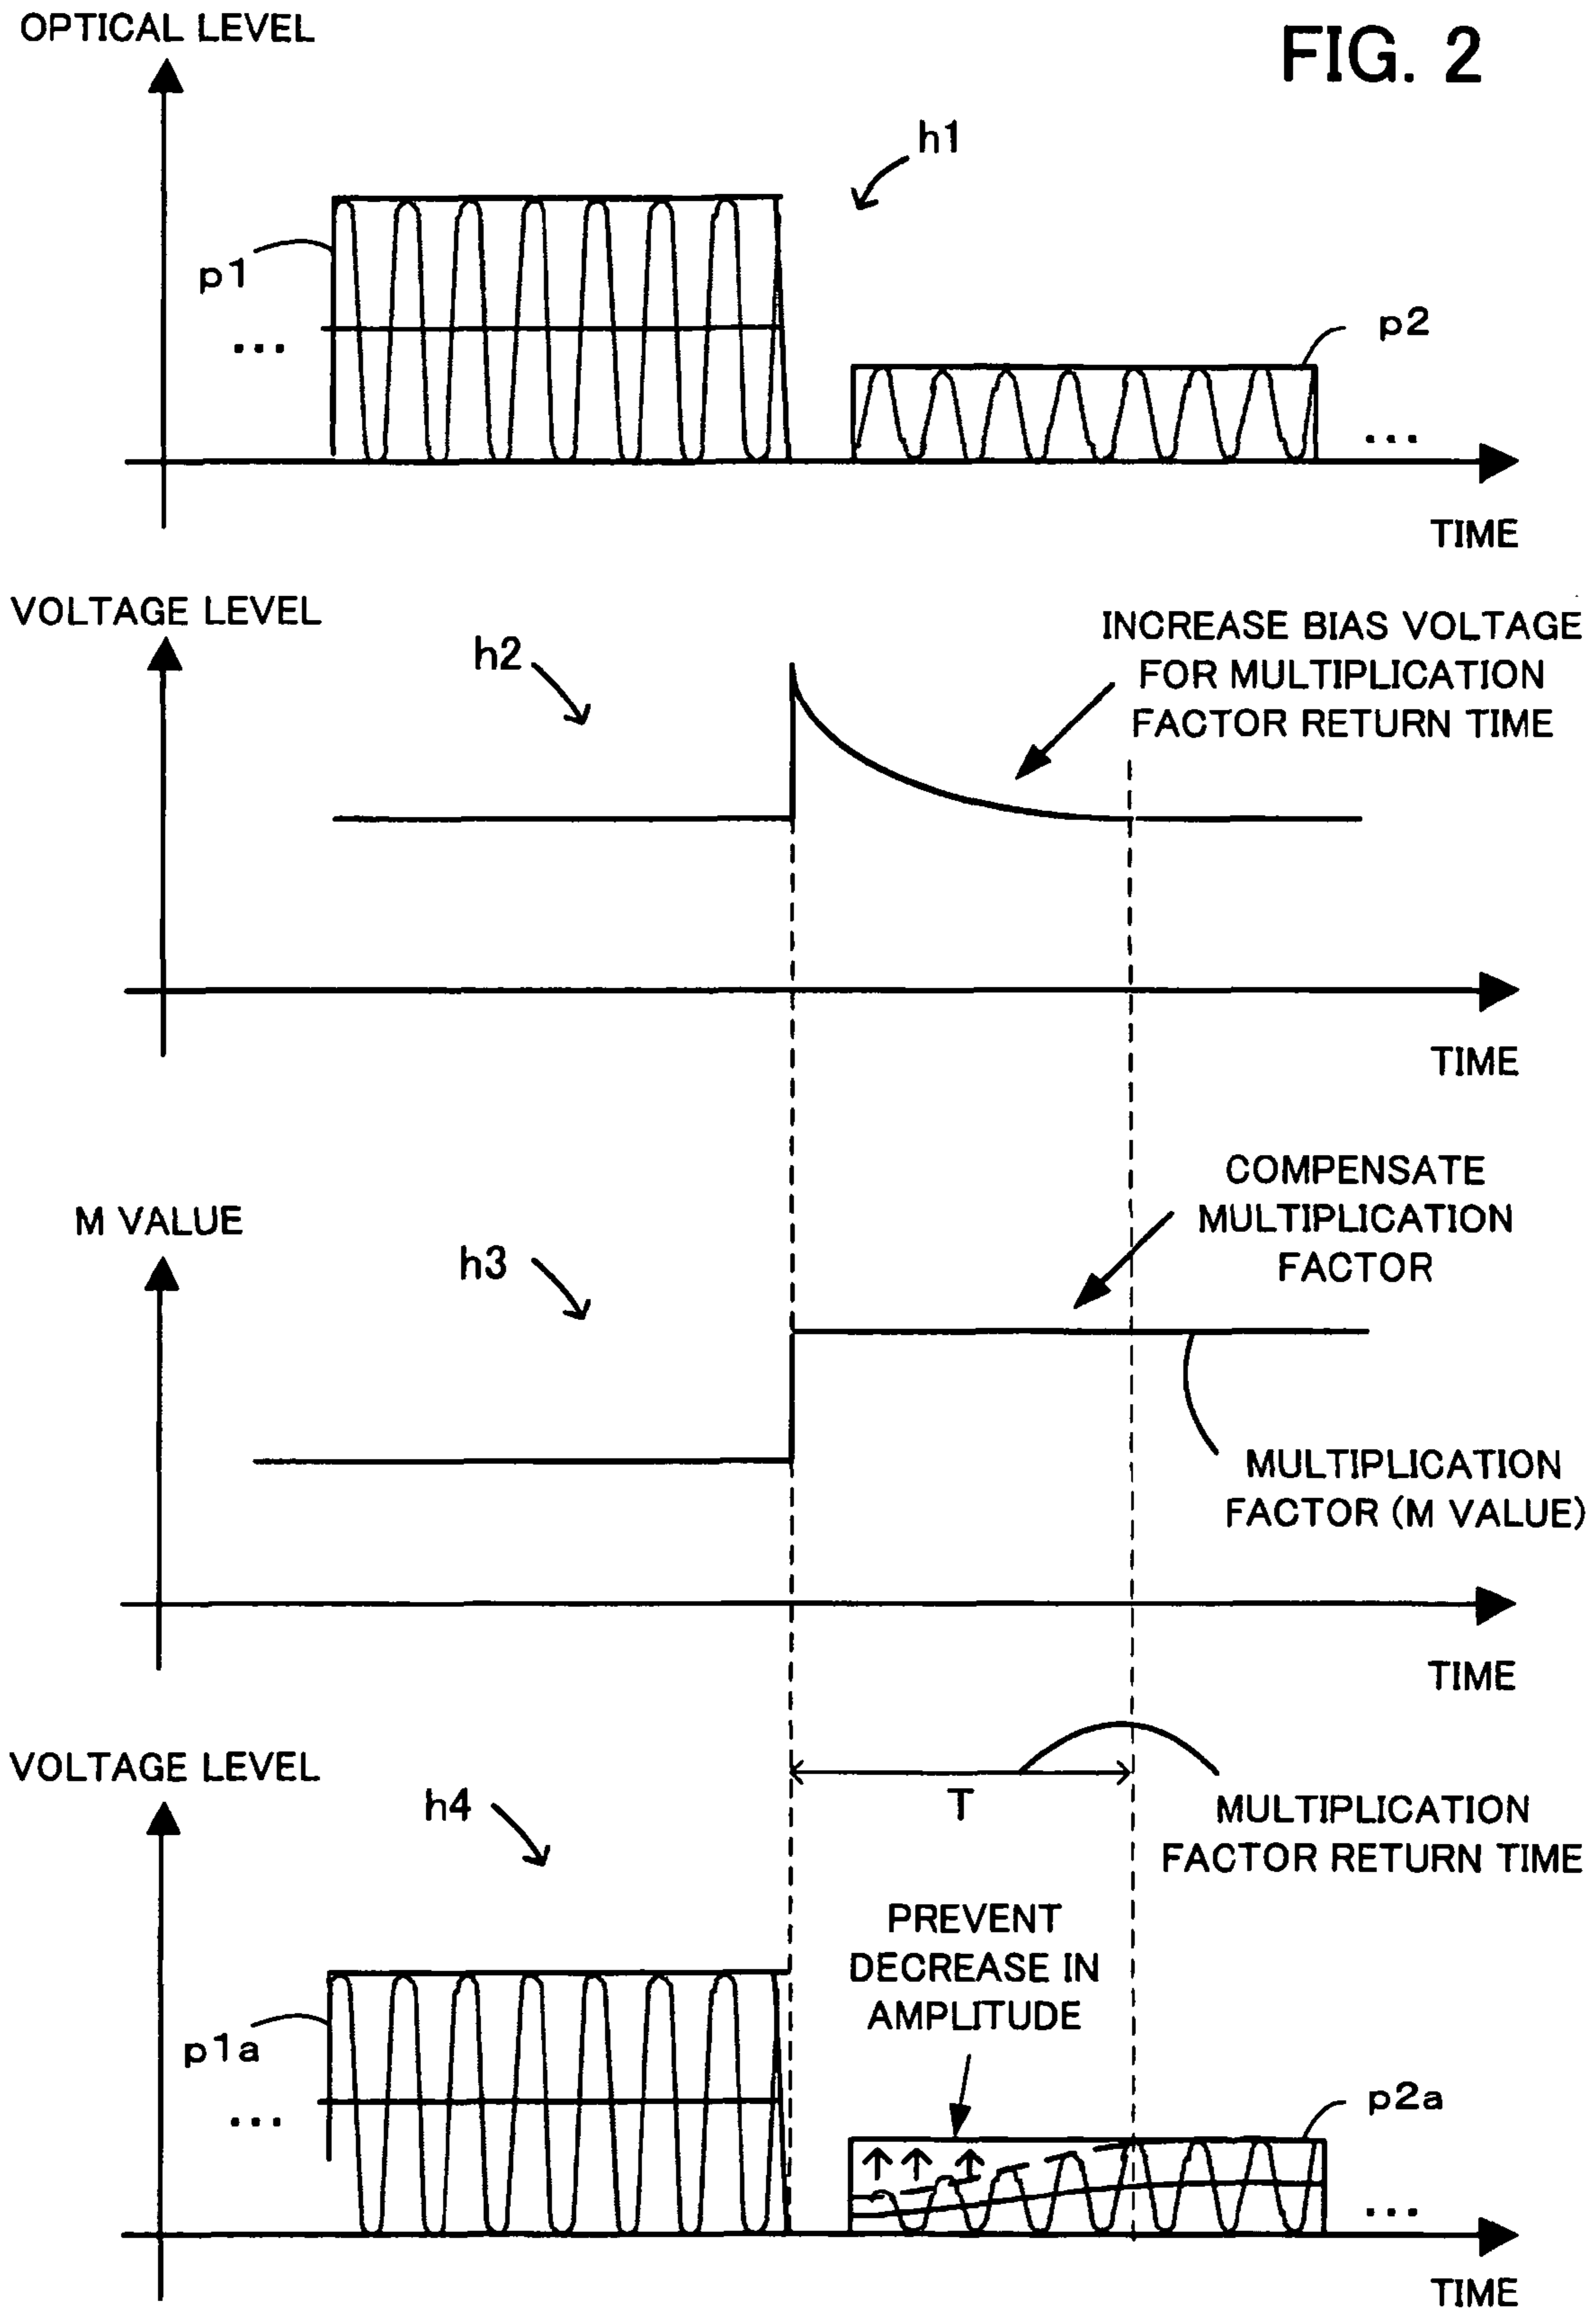 OPTICAL LEVEL
FIG. 2
h1
p1
p2
...
...
TIME
VOLTAGE LEVEL
h2
INCREASE BIAS VOLTAGE
FOR MULTIPLICATION
FACTOR RETURN TIME
TIME
M VALUE
h3
COMPENSATE
MULTIPLICATION
FACTOR
MULTIPLICATION
FACTOR (M VALUE)
TIME
VOLTAGE LEVEL
h4
T
MULTIPLICATION
FACTOR RETURN TIME
PREVENT
DECREASE IN
AMPLITUDE
p1a
p2a
...
...
TIME